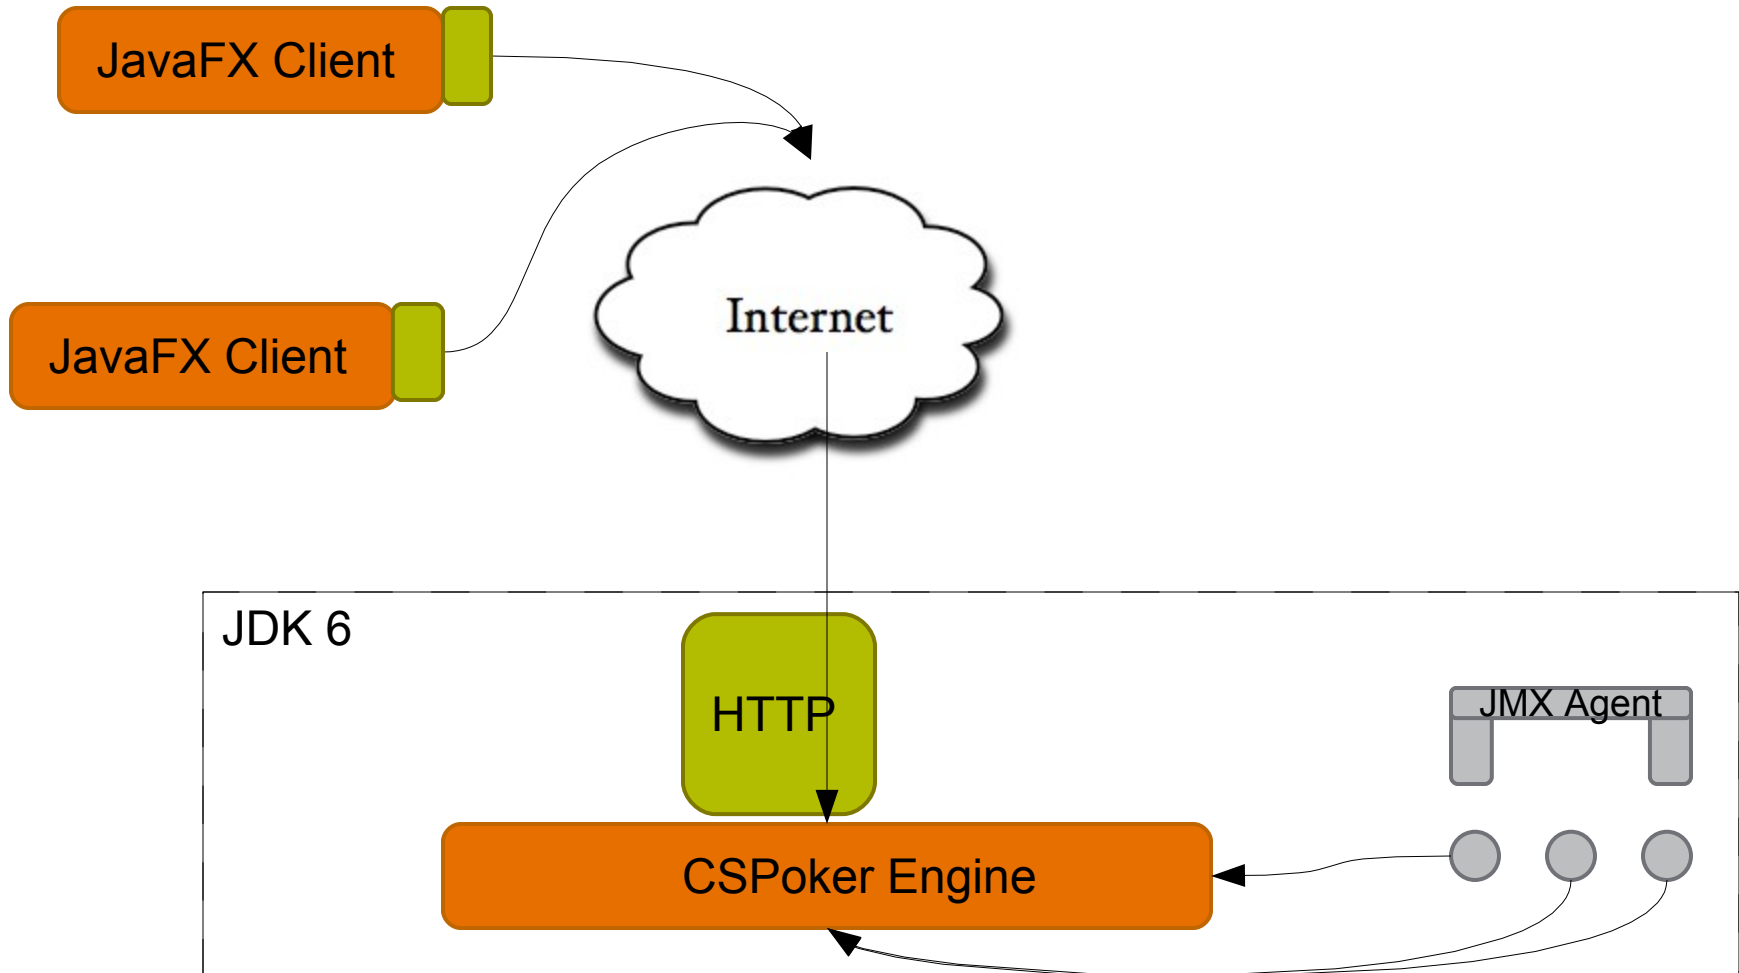 JavaFX Client
Internet
JavaFX Client
JDK 6
HTTP
JMX Agent
CSPoker Engine